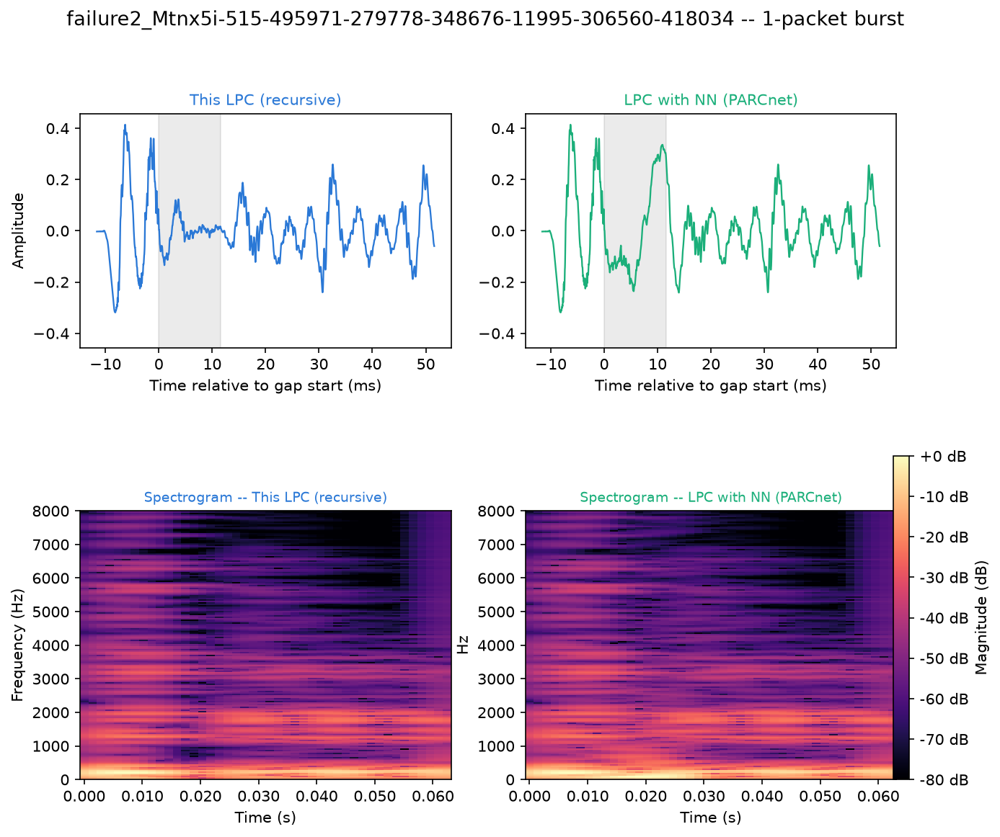 failure2_Mtnx5i-515-495971-279778-348676-11995-306560-418034 -- 1-packet burst
This LPC (recursive)
LPC with NN (PARCnet)
Amplitude
0.4
0.2
0.0
−0.2
−0.4
0.4
0.2
0.0
−0.2
−0.4
−10 0 10 20 30 40 50
−10 0 10 20 30 40 50
Time relative to gap start (ms)
Time relative to gap start (ms)
Spectrogram -- This LPC (recursive)
Spectrogram -- LPC with NN (PARCnet)
Frequency (Hz)
8000
7000
6000
5000
4000
3000
2000
1000
0
Hz
8000
7000
6000
5000
4000
3000
2000
1000
0
+0 dB
-10 dB
-20 dB
-30 dB
-40 dB
-50 dB
-60 dB
-70 dB
-80 dB
Magnitude (dB)
0.000 0.010 0.020 0.030 0.040 0.050 0.060
0.000 0.010 0.020 0.030 0.040 0.050 0.060
Time (s)
Time (s)